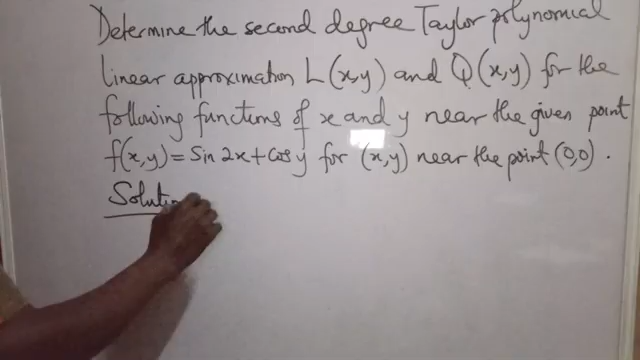 Determine the second degree Taylor polynomial
linear approximation L(x,y) and Q(x,y) for the
following functions of x and y near the given point
f(x,y) = Sin 2x + Cos y for (x,y) near the point (0,0).
Solution